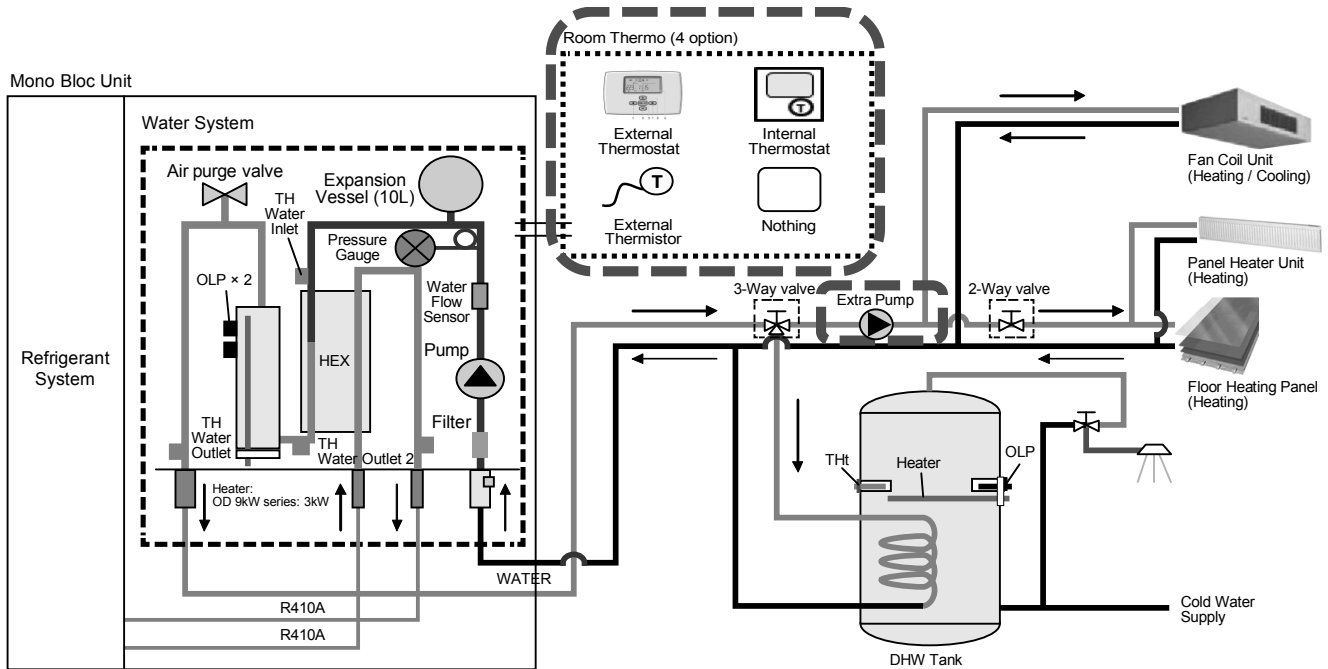 Room Thermo (4 option)
Mono Bloc Unit
Water System
External
Thermostat
Internal
Thermostat
External
Thermistor
Nothing
Air purge valve
TH
Water
Inlet
Expansion
Vessel (10L)
Pressure
Gauge
OLP × 2
Water
Flow
Sensor
HEX
Pump
Refrigerant
System
Filter
TH
Water
Outlet
TH
Water Outlet 2
Heater:
OD 9kW series: 3kW
WATER
R410A
R410A
Fan Coil Unit
(Heating / Cooling)
Panel Heater Unit
(Heating)
3-Way valve
Extra Pump
2-Way valve
Floor Heating Panel
(Heating)
THt
Heater
OLP
Cold Water
Supply
DHW Tank
T
T